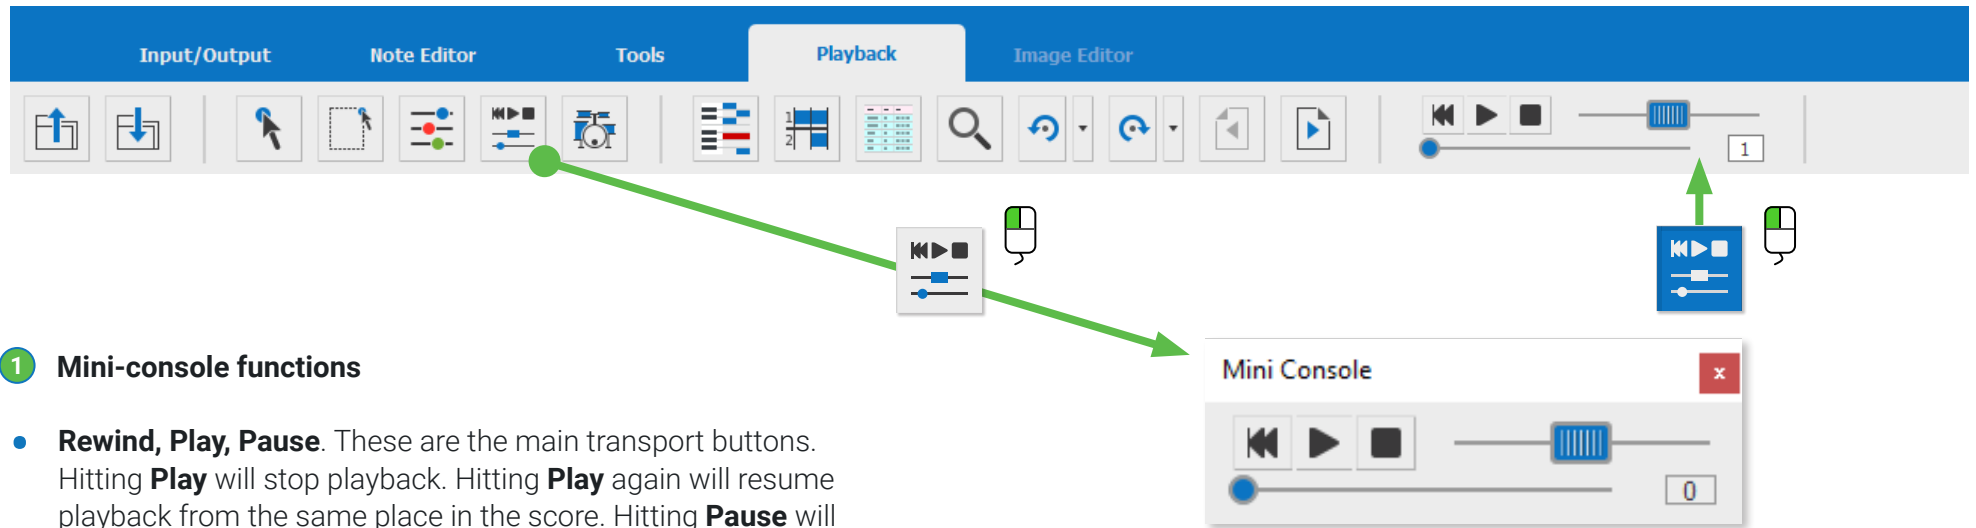 Input/Output Note Editor Tools Playback Image Editor
1
2
1
1 Mini-console functions
Mini Console x
• Rewind, Play, Pause. These are the main transport buttons.
Hitting Play will stop playback. Hitting Play again will resume
0
playback from the same place in the score. Hitting Pause will